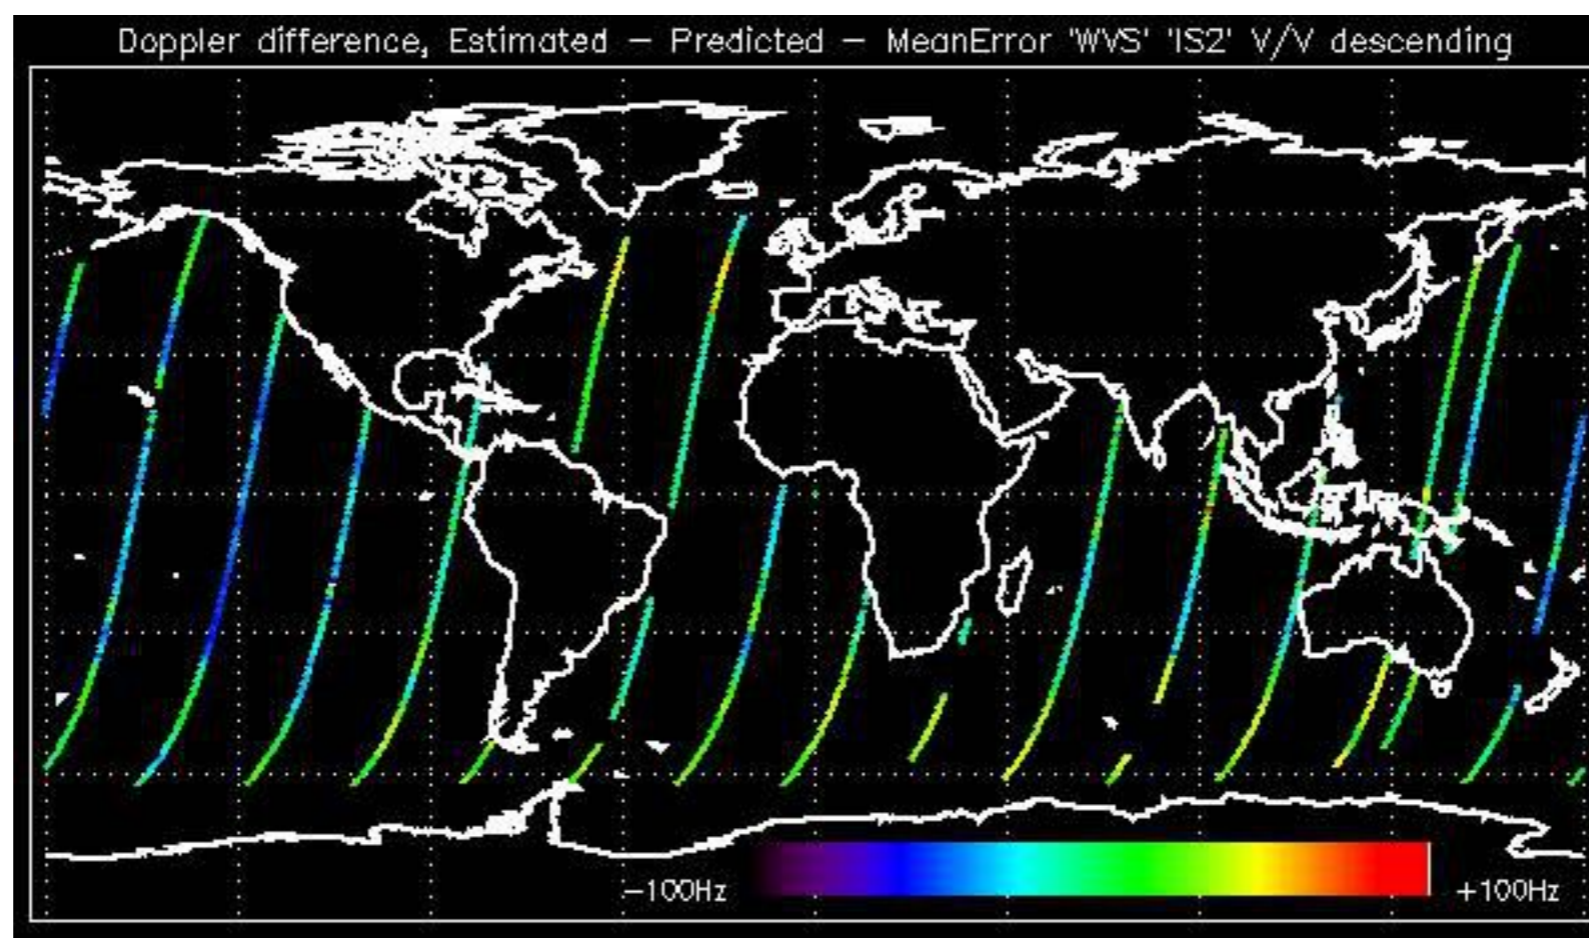 Doppler difference, Estimated – Predicted – MeanError 'WVS' 'IS2' V/V descending
–100Hz +100Hz